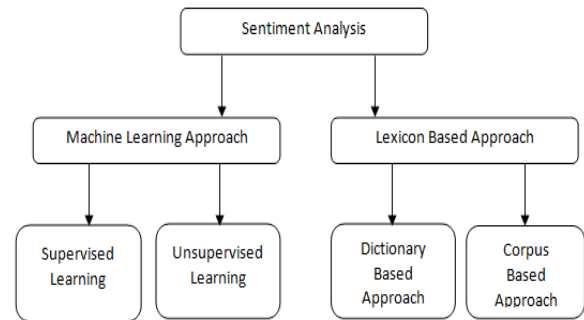 Sentiment Analysis
Machine Learning Approach
Lexicon Based Approach
Supervised
Learning
Unsupervised
Learning
Dictionary
Based
Approach
Corpus
Based
Approach